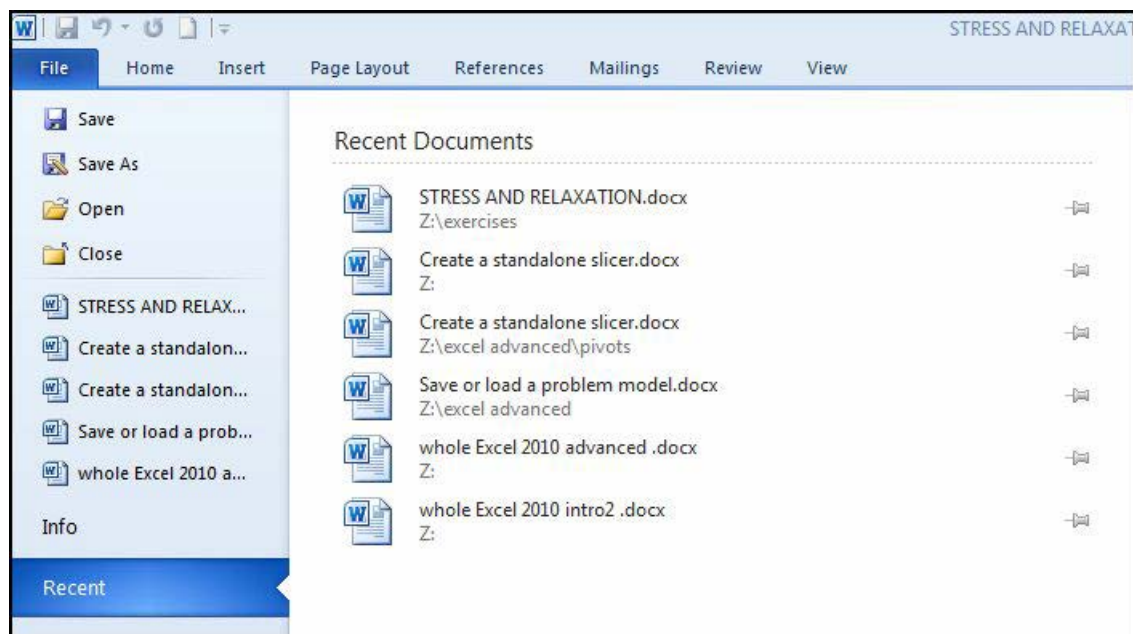 STRESS AND RELAXAT
File Home Insert Page Layout References Mailings Review View
Save
Save As
Open
Close
STRESS AND RELAX...
Create a standalon...
Create a standalon...
Save or load a prob...
whole Excel 2010 a...
Info
Recent
Recent Documents
STRESS AND RELAXATION.docx
Z:\exercises
Create a standalone slicer.docx
Z:
Create a standalone slicer.docx
Z:\excel advanced\pivots
Save or load a problem model.docx
Z:\excel advanced
whole Excel 2010 advanced .docx
Z:
whole Excel 2010 intro2 .docx
Z: